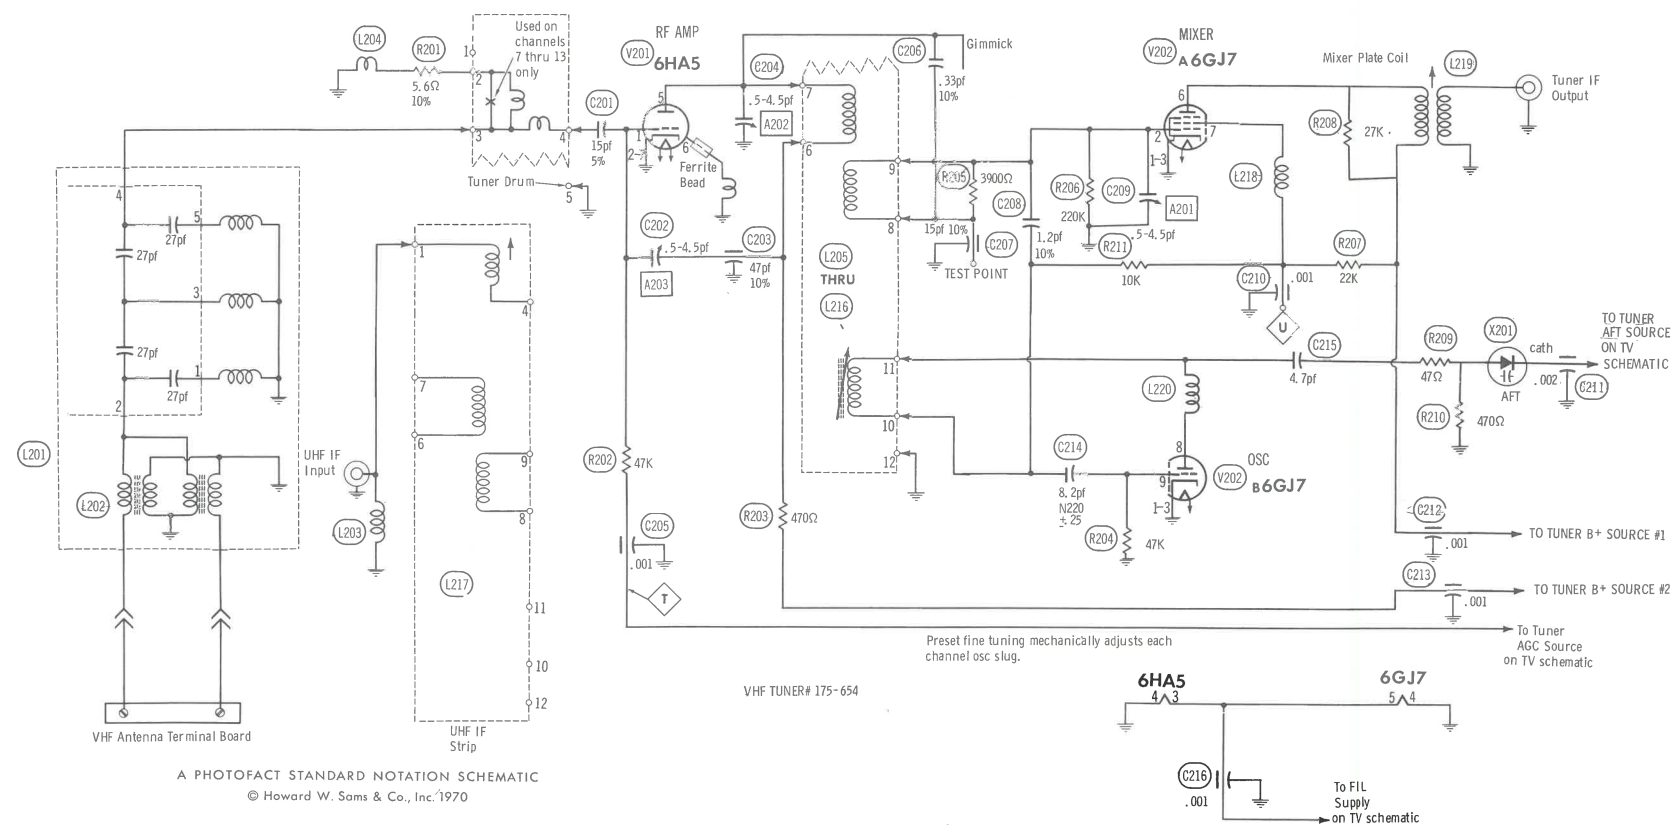 L204
R201
5.6Ω
10%
1
2
3
4
5
Used on
channels
7 thru 13
only
Tuner Drum
C201
15pf
5%
RF AMP
V201
6HA5
5
1
2-7
6
Ferrite
Bead
C204
.5-4.5pf
A202
C206
.33pf
10%
Gimmick
7
6
9
8
11
10
12
L205
THRU
L216
R205
3900Ω
15pf 10%
C207
TEST POINT
C208
1.2pf
10%
MIXER
V202
A 6GJ7
6
7
2
1-3
R206
220K
C209
A201
.5-4.5pf
R211
10K
L218
C210
.001
U
R207
22K
Mixer Plate Coil
R208
27K
L219
Tuner IF
Output
C202
.5-4.5pf
A203
C203
47pf
10%
R202
47K
C205
.001
T
R203
470Ω
L220
8
9
1-3
OSC
V202
B 6GJ7
C214
8.2pf
N220
±.25
R204
47K
C215
4.7pf
R209
47Ω
R210
470Ω
X201
cath
AFT
.002
C211
TO TUNER
AFT SOURCE
ON TV
SCHEMATIC
C212
.001
TO TUNER B+ SOURCE #1
C213
.001
TO TUNER B+ SOURCE #2
To Tuner
AGC Source
on TV schematic
4
5
27pf
27pf
3
27pf
1
27pf
2
L201
L202
VHF Antenna Terminal Board
UHF IF
Input
L203
1
4
7
6
9
8
L217
11
10
12
UHF IF
Strip
Preset fine tuning mechanically adjusts each
channel osc slug.
VHF TUNER# 175-654
6HA5
4 3
6GJ7
5 4
C216
.001
To FIL
Supply
on TV schematic
A PHOTOFACT STANDARD NOTATION SCHEMATIC
© Howard W. Sams & Co., Inc. 1970